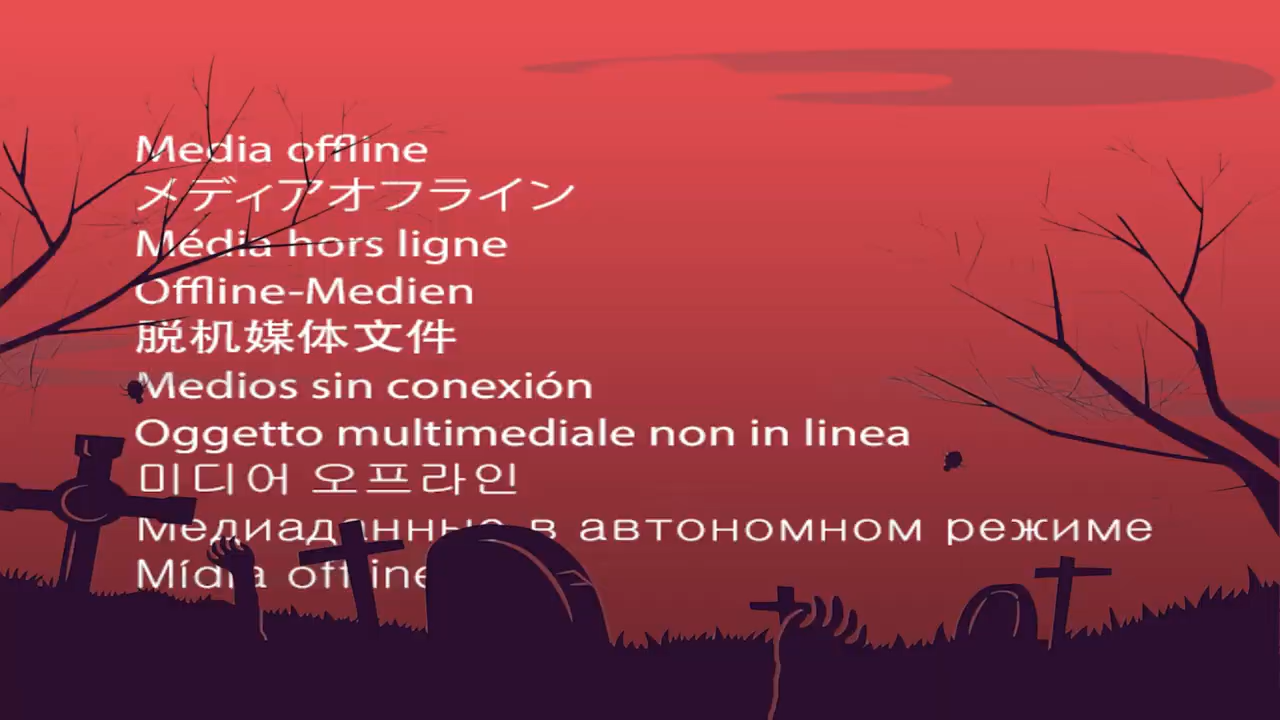 Media offline
メディアオフライン
Média hors ligne
Offline-Medien
脱机媒体文件
Medios sin conexión
Oggetto multimediale non in linea
미디어 오프라인
Медиаданные в автономном режиме
Mídia offline